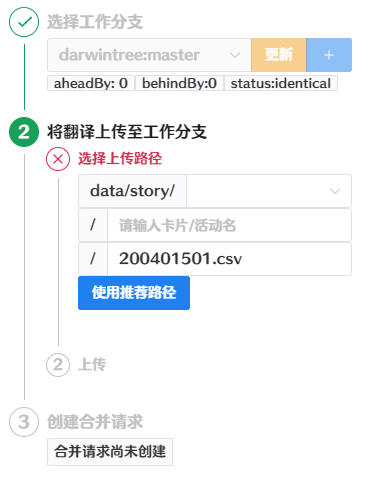 选择工作分支
darwintree:master 更新 +
aheadBy: 0 behindBy:0 status:identical
2 将翻译上传至工作分支
选择上传路径
data/story/
/ 请输入卡片/活动名
/ 200401501.csv
使用推荐路径
2 上传
3 创建合并请求
合并请求尚未创建